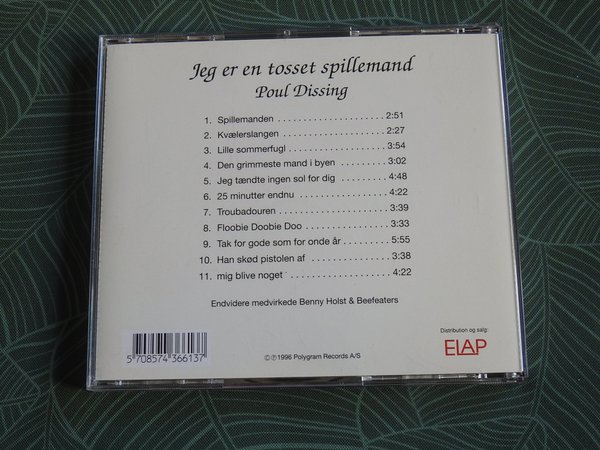 Jeg er en tosset spillemand
Poul Dissing
1. Spillemanden ..................... 2:51
2. Kvælerslangen .................... 2:27
3. Lille sommerfugl .................. 3:54
4. Den grimmeste mand i byen ......... 3:02
5. Jeg tændte ingen sol for dig ......... 4:48
6. 25 minutter endnu ................. 4:22
7. Troubadouren ..................... 3:39
8. Floobie Doobie Doo ................ 3:33
9. Tak for gode som for onde år ........ 5:55
10. Han skød pistolen af .............. 3:38
11. mig blive noget ................... 4:22
Endvidere medvirkede Benny Holst & Beefeaters
Distribution og salg:
ELAP
5 708574 366137
©℗1996 Polygram Records A/S